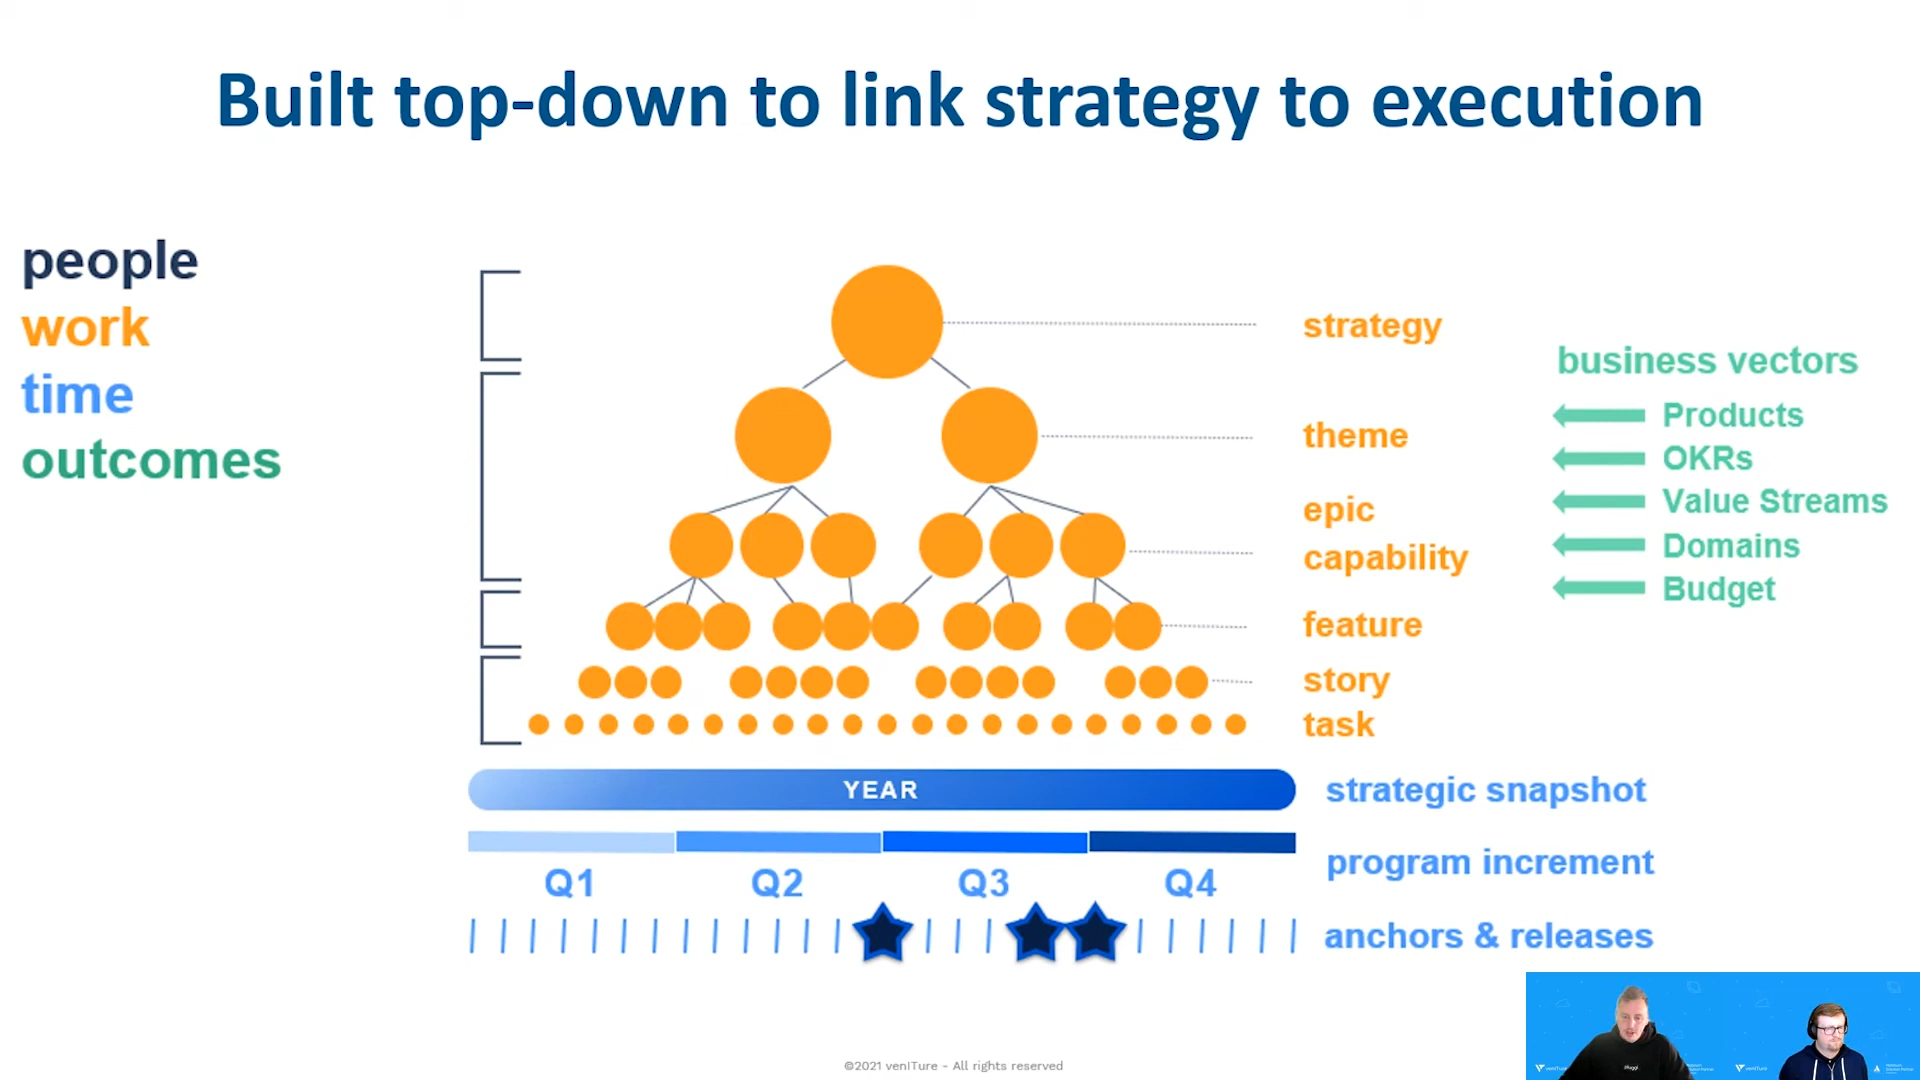 Built top-down to link strategy to execution
people
work
time
outcomes
strategy
theme
epic
capability
feature
story
task
business vectors
Products
OKRs
Value Streams
Domains
Budget
YEAR
strategic snapshot
Q1 Q2 Q3 Q4
program increment
anchors & releases
©2021 venITure - All rights reserved
venITure
venITure